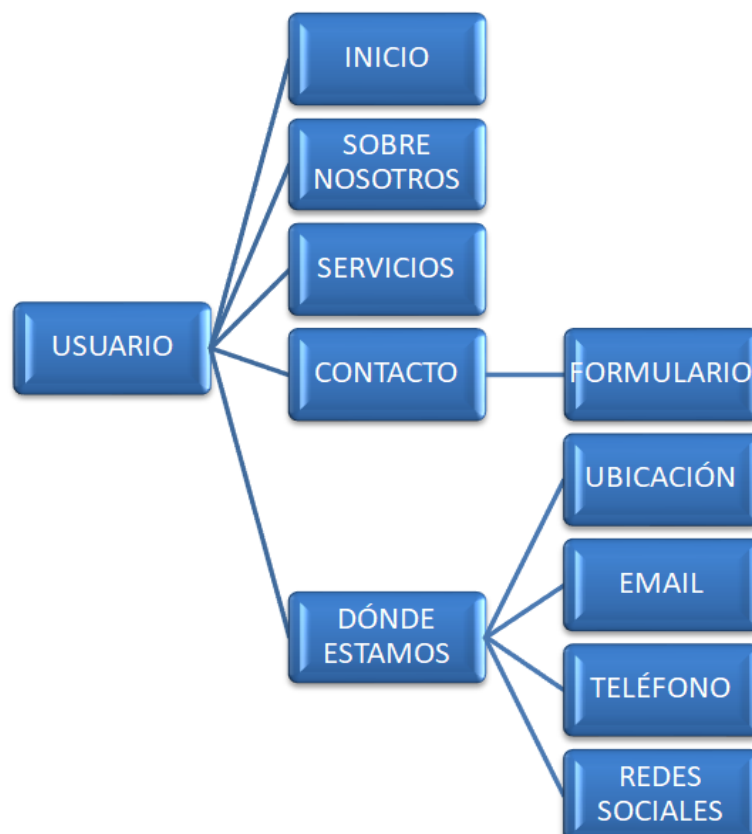 INICIO
SOBRE
NOSOTROS
SERVICIOS
USUARIO
CONTACTO
FORMULARIO
UBICACIÓN
EMAIL
DÓNDE
ESTAMOS
TELÉFONO
REDES
SOCIALES